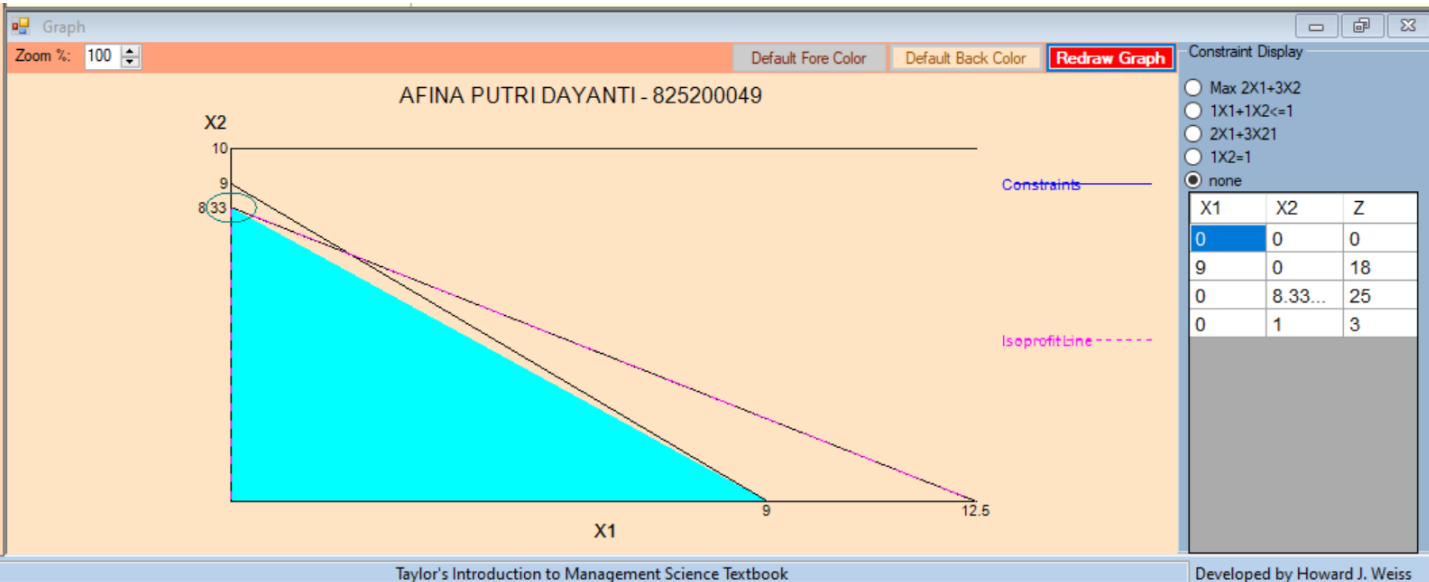 Graph
Zoom %: 100
Default Fore Color
Default Back Color
Redraw Graph
AFINA PUTRI DAYANTI - 825200049
X2
10
9
8.33
Constraints
IsoprofitLine
9
12.5
X1
Constraint Display
Max 2X1+3X2
1X1+1X2<=1
2X1+3X21
1X2=1
none
X1 X2 Z
0 0 0
9 0 18
0 8.33... 25
0 1 3
Taylor's Introduction to Management Science Textbook
Developed by Howard J. Weiss